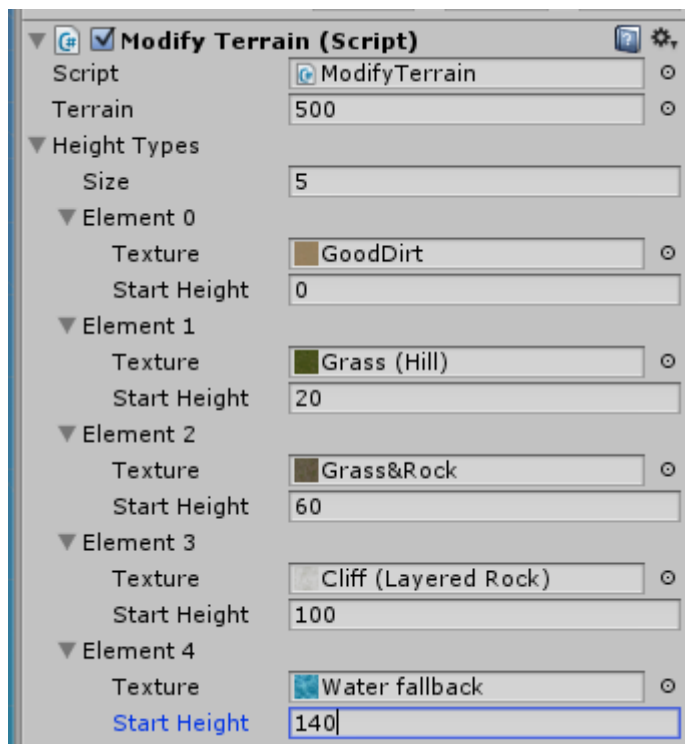 Modify Terrain (Script)
Script ModifyTerrain
Terrain 500
Height Types
Size 5
Element 0
Texture GoodDirt
Start Height 0
Element 1
Texture Grass (Hill)
Start Height 20
Element 2
Texture Grass&Rock
Start Height 60
Element 3
Texture Cliff (Layered Rock)
Start Height 100
Element 4
Texture Water fallback
Start Height 140